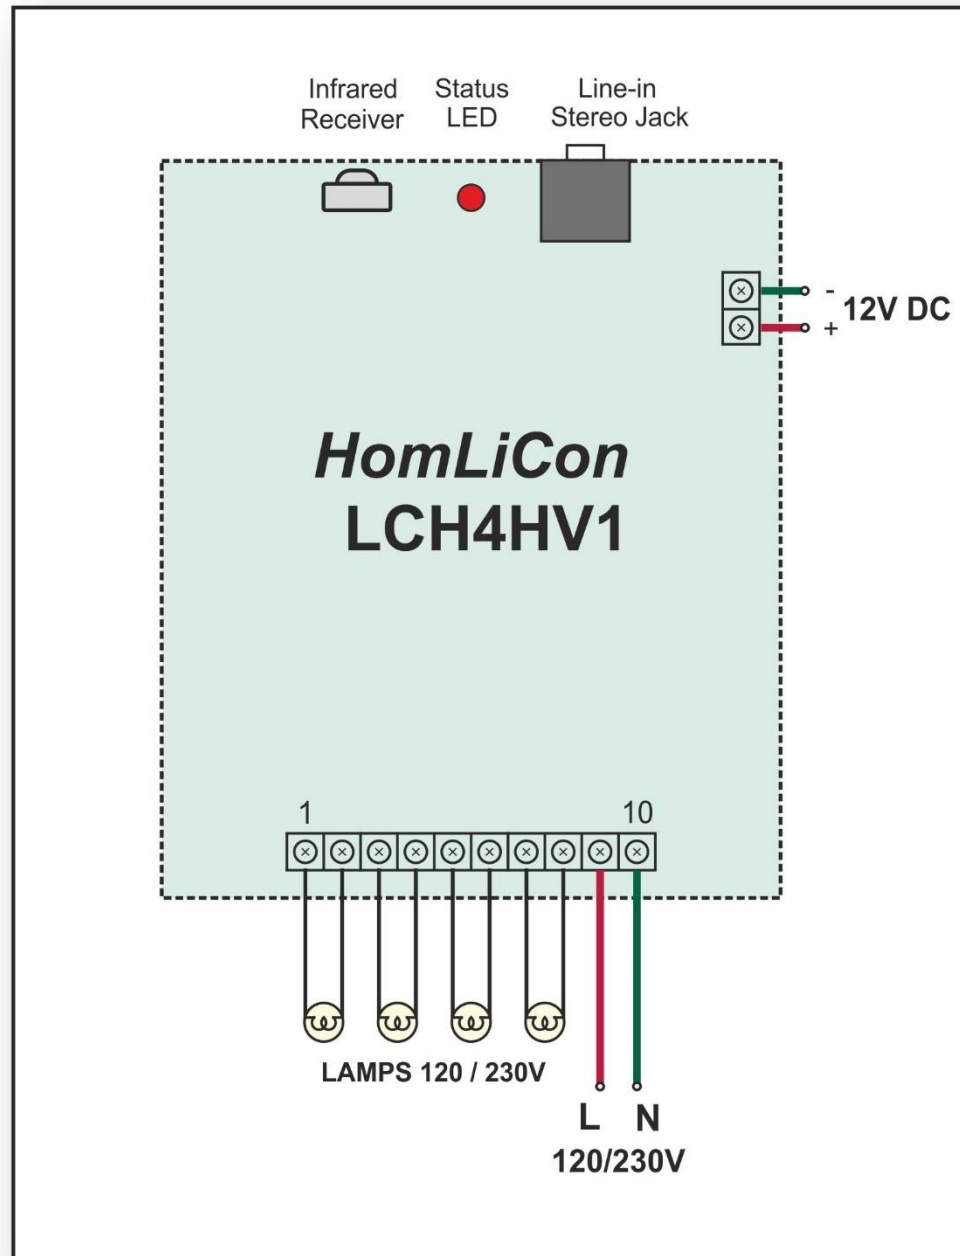 Infrared
Receiver
Status
LED
Line-in
Stereo Jack
-
+
12V DC
HomLiCon
LCH4HV1
1
10
LAMPS 120 / 230V
L N
120/230V